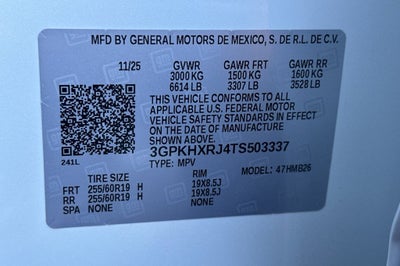 MFD BY GENERAL MOTORS DE MEXICO, S. DE R.L. DE C.V.
11/25 GVWR GAWR FRT GAWR RR
3000 KG 1500 KG 1600 KG
6614 LB 3307 LB 3528 LB
THIS VEHICLE CONFORMS TO ALL
APPLICABLE U.S. FEDERAL MOTOR
VEHICLE SAFETY STANDARDS IN EFFECT
ON THE DATE OF MANUFACTURE
SHOWN ABOVE.
3GPKHXRJ4TS503337
241L TYPE: MPV
TIRE SIZE RIM MODEL: 47HMB26
FRT 255/60R19 H 19X8.5J
RR 255/60R19 H 19X8.5J
SPA NONE NONE